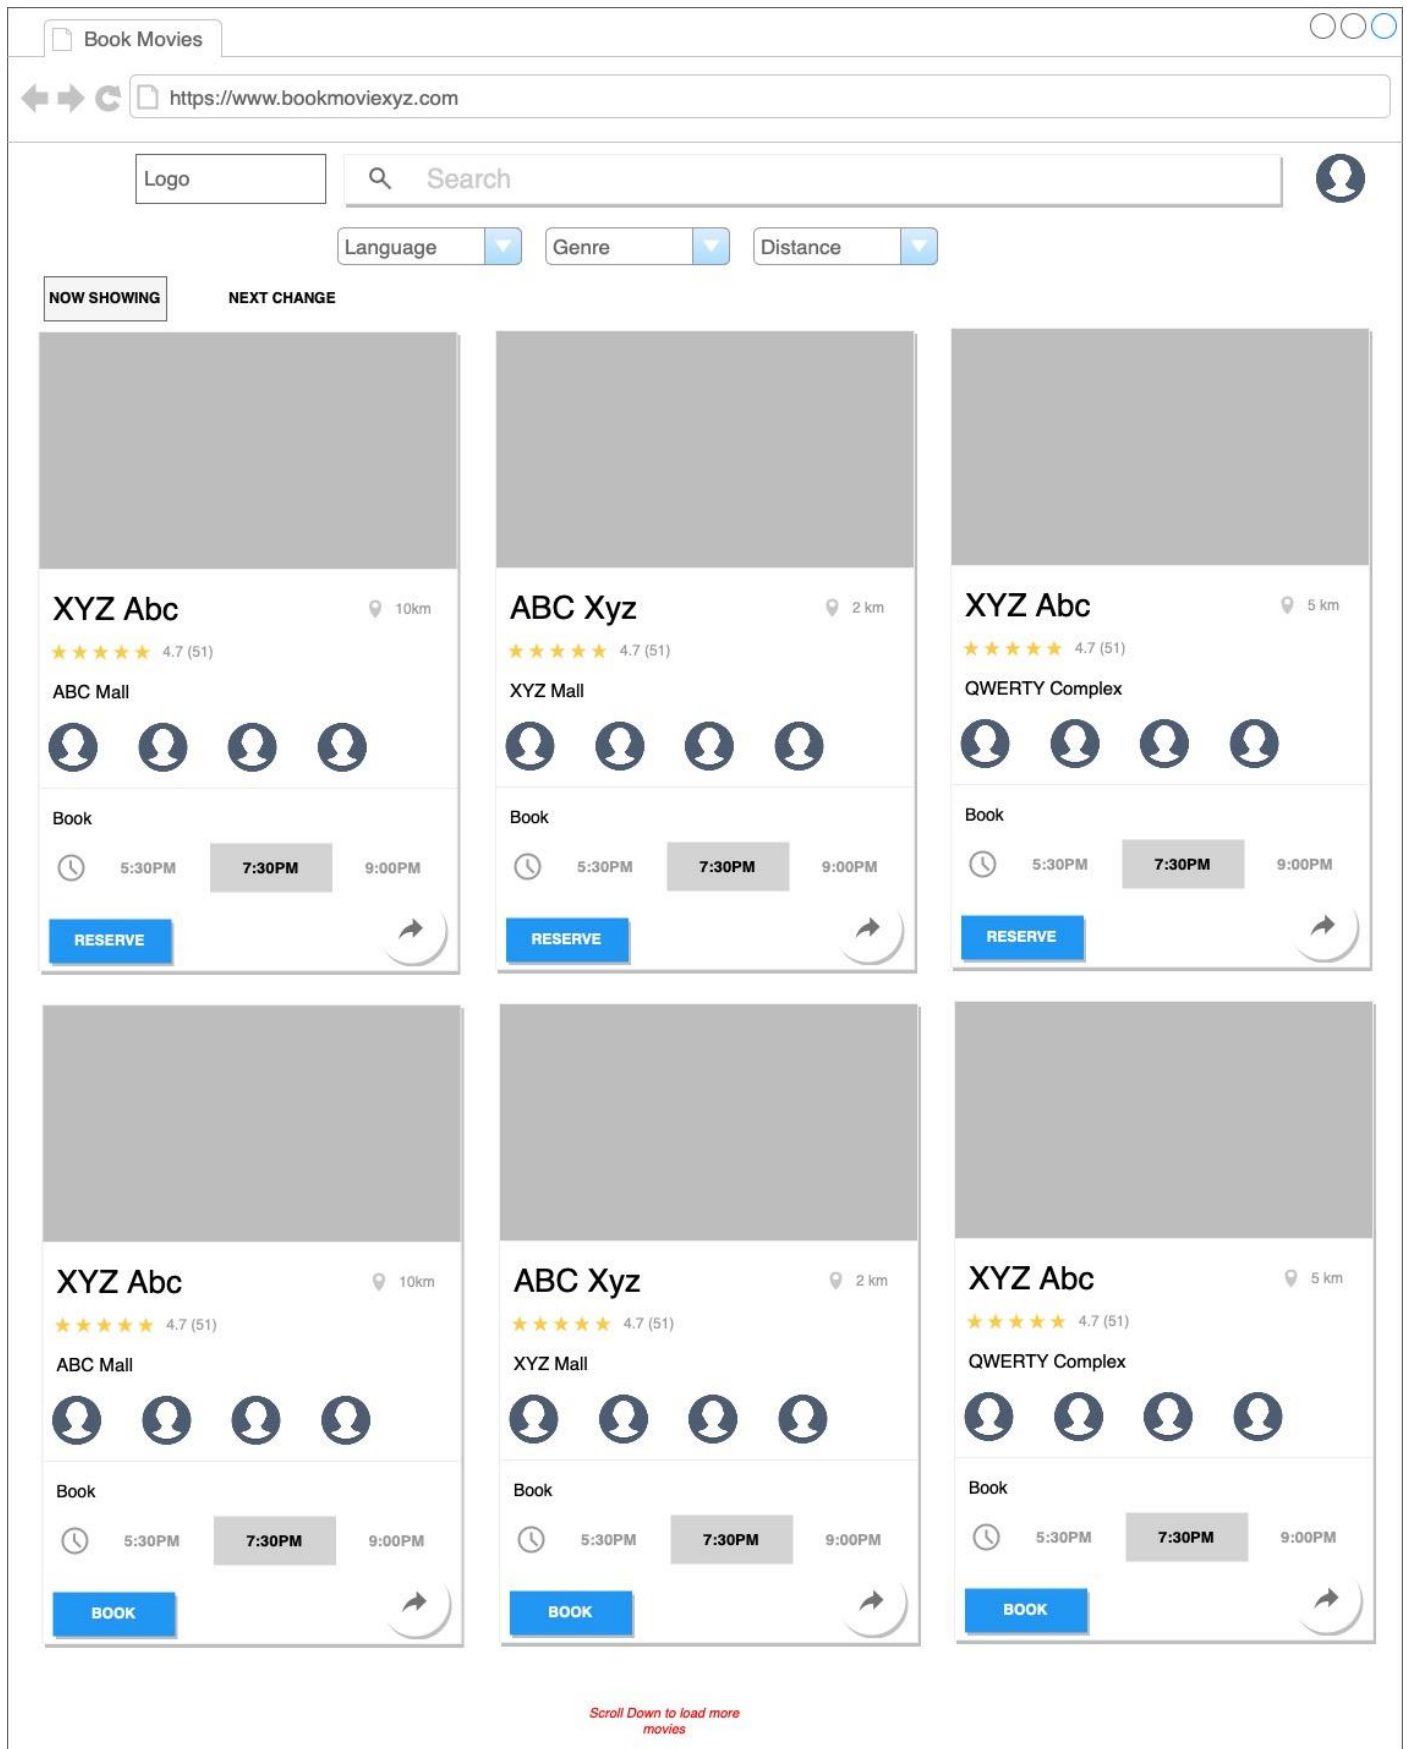 Book Movies
https://www.bookmoviexyz.com
Logo
Search
Language
Genre
Distance
NOW SHOWING
NEXT CHANGE
XYZ Abc
10km
4.7 (51)
ABC Mall
Book
5:30PM
7:30PM
9:00PM
RESERVE
ABC Xyz
2 km
4.7 (51)
XYZ Mall
Book
5:30PM
7:30PM
9:00PM
RESERVE
XYZ Abc
5 km
4.7 (51)
QWERTY Complex
Book
5:30PM
7:30PM
9:00PM
RESERVE
XYZ Abc
10km
4.7 (51)
ABC Mall
Book
5:30PM
7:30PM
9:00PM
BOOK
ABC Xyz
2 km
4.7 (51)
XYZ Mall
Book
5:30PM
7:30PM
9:00PM
BOOK
XYZ Abc
5 km
4.7 (51)
QWERTY Complex
Book
5:30PM
7:30PM
9:00PM
BOOK
Scroll Down to load more
movies